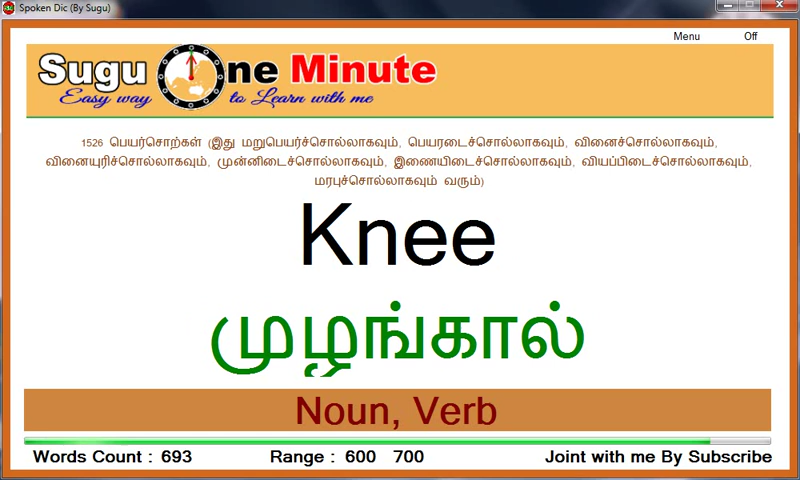 Spoken Dic (By Sugu)
Menu Off
Sugu One Minute
Easy way to Learn with me
1526 பெயர்சொற்கள் (இது மறுபெயர்ச்சொல்லாகவும், பெயரடைச்சொல்லாகவும், வினைச்சொல்லாகவும்,
வினையுரிச்சொல்லாகவும், முன்னிடைச்சொல்லாகவும், இணையிடைச்சொல்லாகவும், வியப்பிடைச்சொல்லாகவும்,
மரபுச்சொல்லாகவும் வரும்)
Knee
முழங்கால்
Noun, Verb
Words Count : 693 Range : 600 700 Joint with me By Subscribe